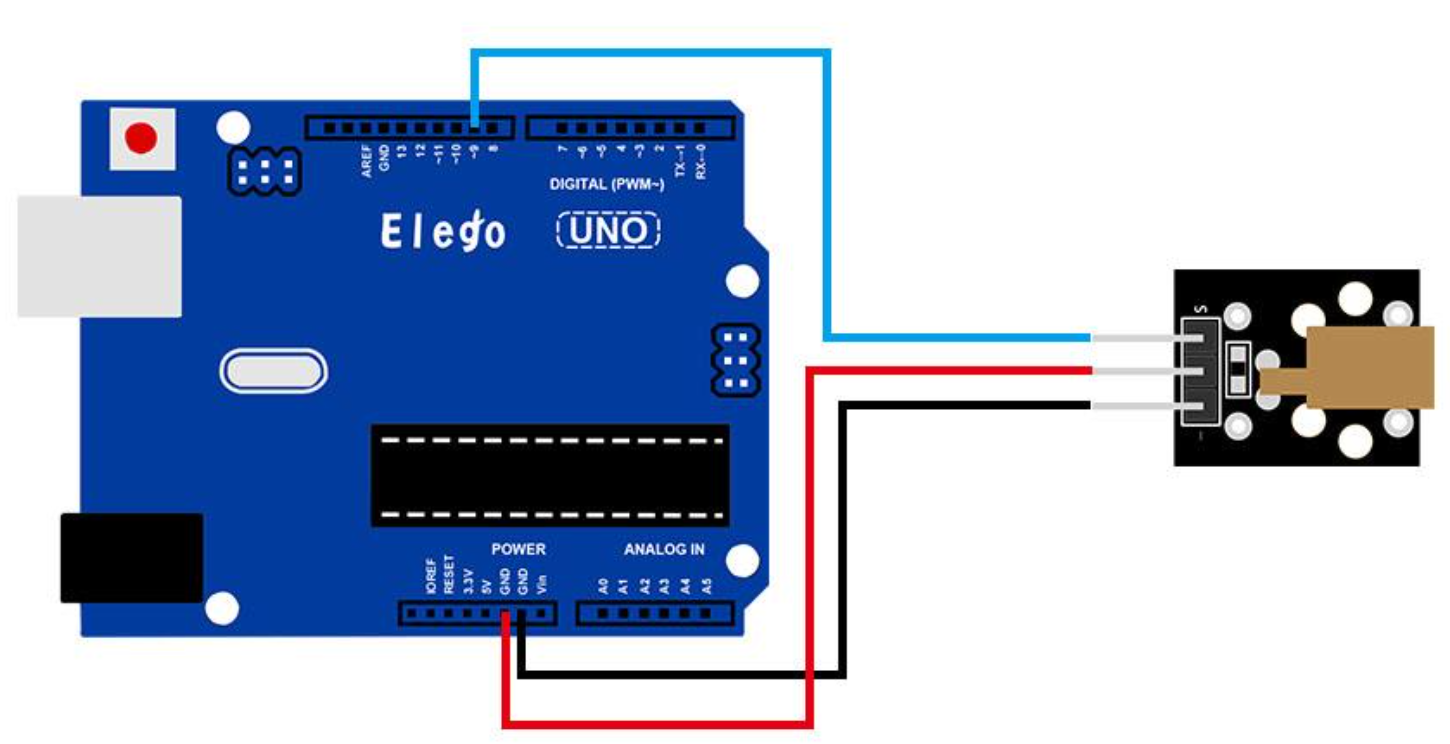 AREF
GND
13
12
~11
~10
~9
8
7
~6
~5
4
~3
2
TX→1
RX←0
DIGITAL (PWM~)
Elego
UNO
S
−
POWER
ANALOG IN
IOREF
RESET
3.3V
5V
GND
GND
Vin
A0
A1
A2
A3
A4
A5